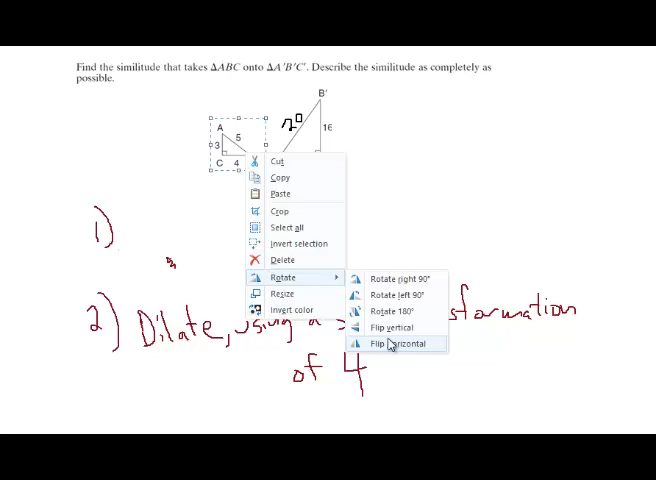 Find the similitude that takes ΔABC onto ΔA′B′C′. Describe the similitude as completely as
possible.
B′
20
16
A
5
3
C 4
Cut
Copy
Paste
Crop
Select all
Invert selection
Delete
Rotate
Resize
Invert color
Rotate right 90°
Rotate left 90°
Rotate 180°
Flip vertical
Flip horizontal
1)
2) Dilate, using a s sformation
of 4